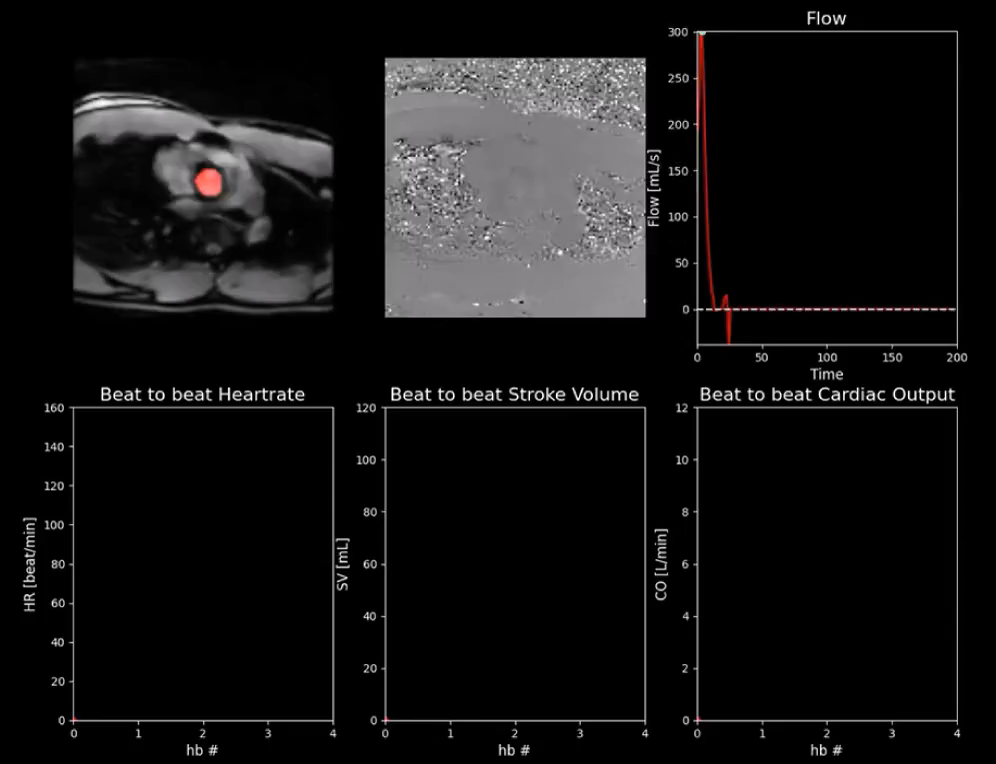 Flow
300
250
200
150
100
50
0
Flow [mL/s]
0 50 100 150 200
Time
Beat to beat Heartrate
160
140
120
100
80
60
40
20
0
HR [beat/min]
0 1 2 3 4
hb #
Beat to beat Stroke Volume
120
100
80
60
40
20
0
SV [mL]
0 1 2 3 4
hb #
Beat to beat Cardiac Output
12
10
8
6
4
2
0
CO [L/min]
0 1 2 3 4
hb #